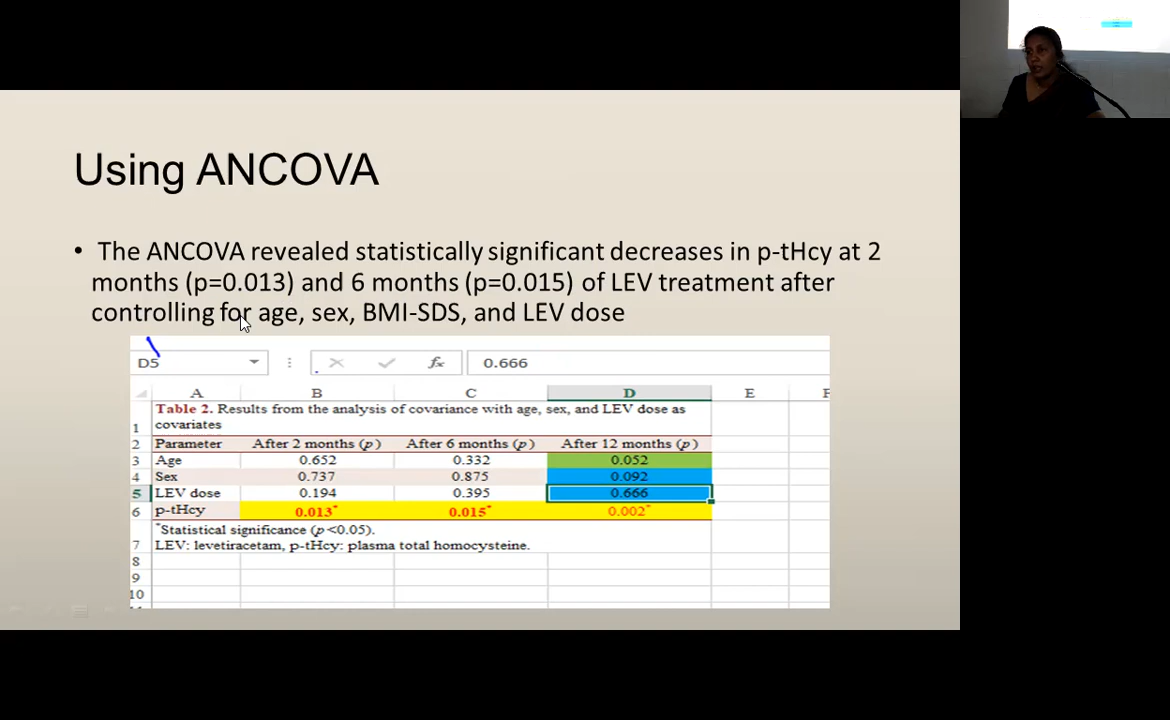 Using ANCOVA
• The ANCOVA revealed statistically significant decreases in p-tHcy at 2
months (p=0.013) and 6 months (p=0.015) of LEV treatment after
controlling for age, sex, BMI-SDS, and LEV dose
D5 fx 0.666
A B C D E F
1 Table 2. Results from the analysis of covariance with age, sex, and LEV dose as
covariates
2 Parameter After 2 months (p) After 6 months (p) After 12 months (p)
3 Age 0.652 0.332 0.052
4 Sex 0.737 0.875 0.092
5 LEV dose 0.194 0.395 0.666
6 p-tHcy 0.013* 0.015* 0.002*
*Statistical significance (p<0.05).
7 LEV: levetiracetam, p-tHcy: plasma total homocysteine.
8
9
10